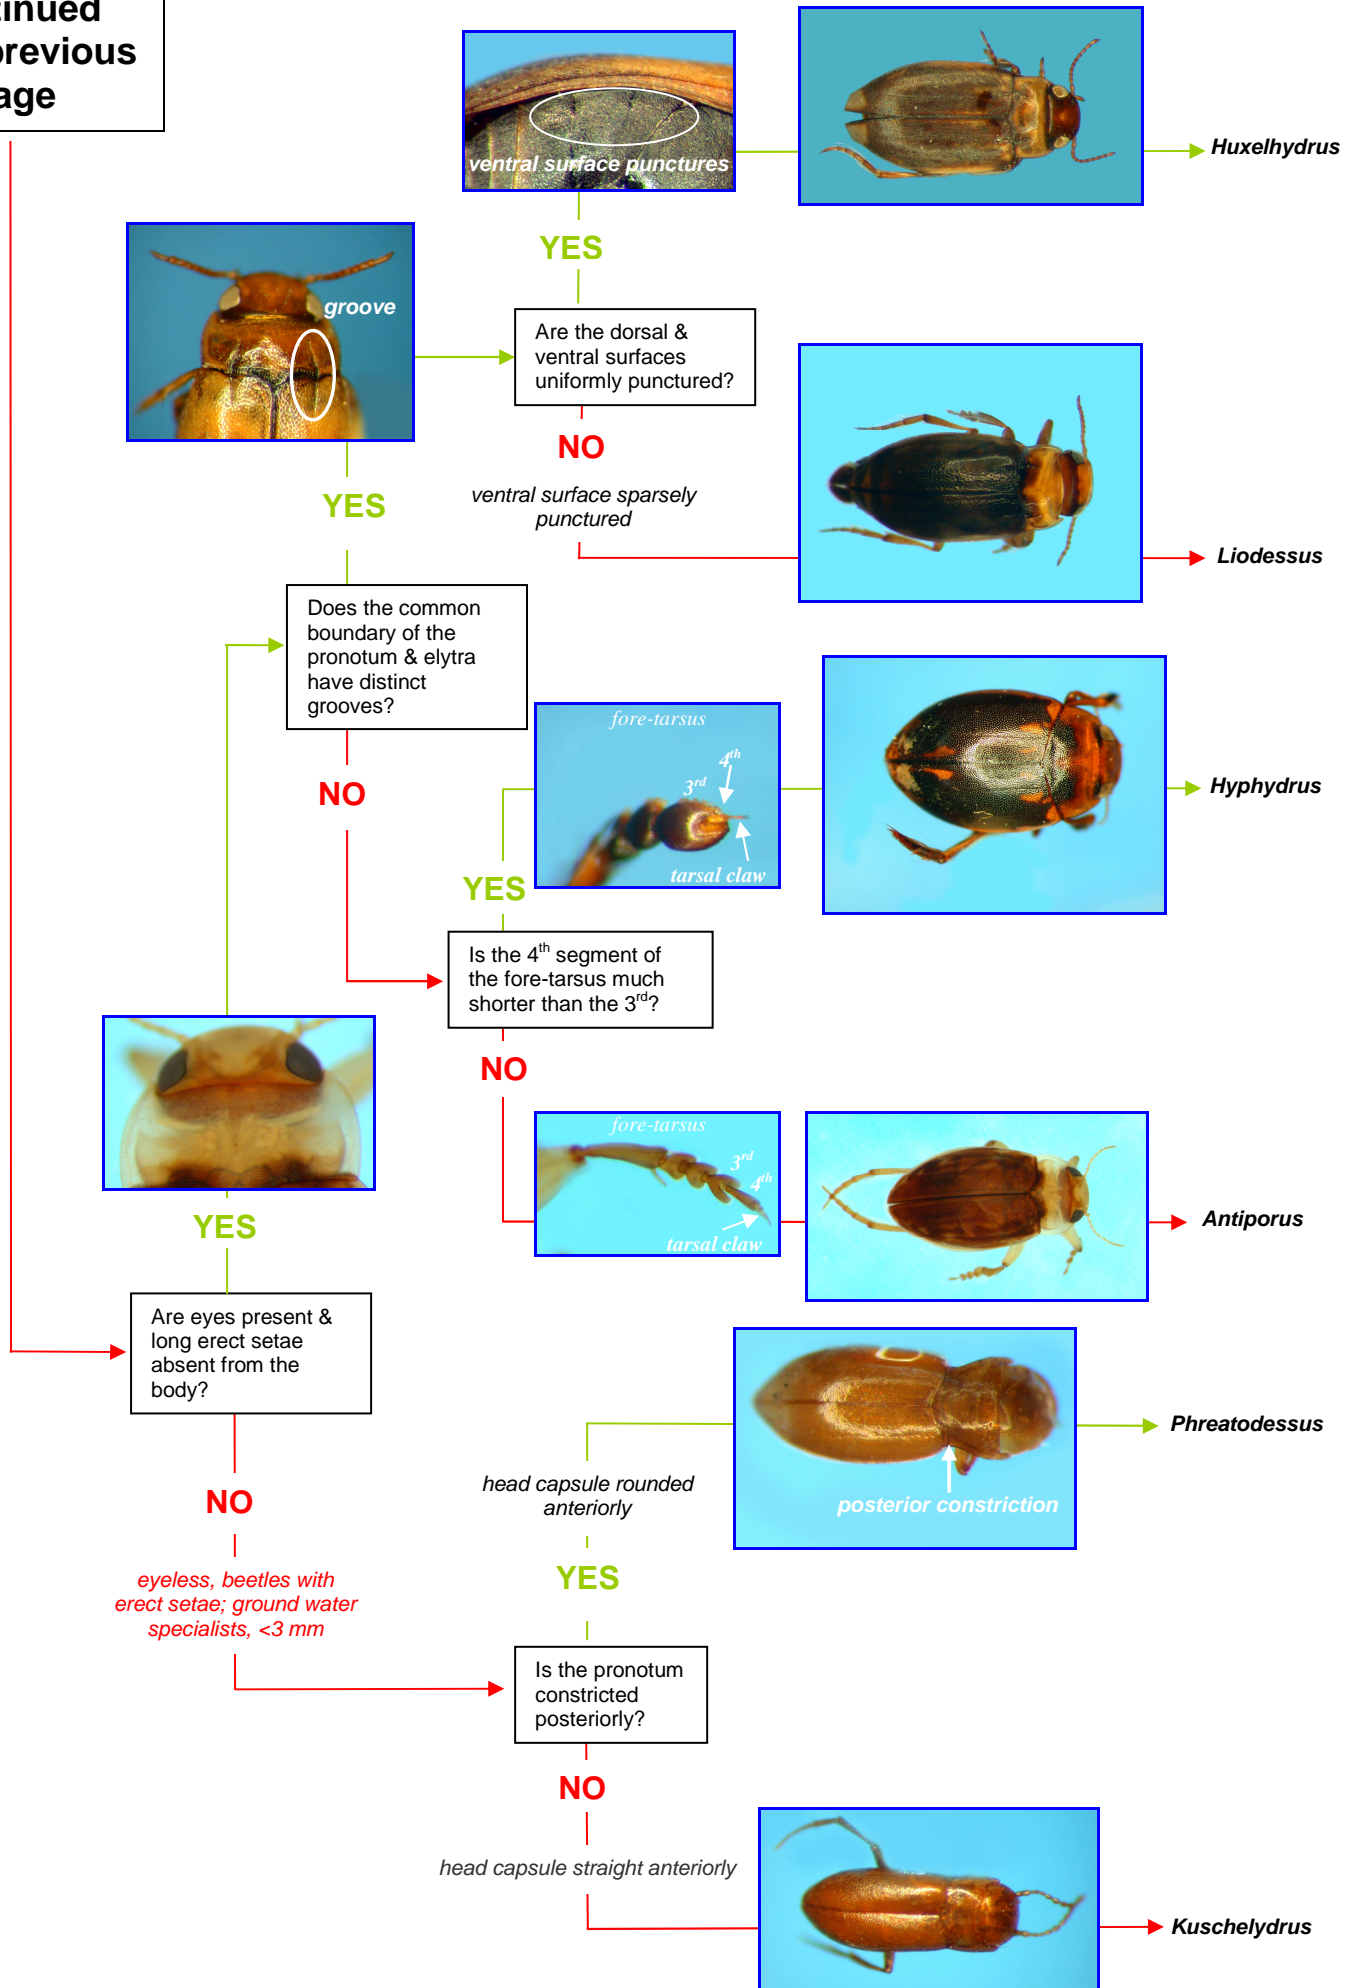 tinued
previous
age
ventral surface punctures
Huxelhydrus
YES
groove
Are the dorsal &
ventral surfaces
uniformly punctured?
NO
ventral surface sparsely
punctured
Liodessus
YES
Does the common
boundary of the
pronotum & elytra
have distinct
grooves?
NO
fore-tarsus
4th
3rd
tarsal claw
Hyphydrus
YES
Is the 4th segment of
the fore-tarsus much
shorter than the 3rd?
NO
fore-tarsus
3rd
4th
tarsal claw
Antiporus
YES
Are eyes present &
long erect setae
absent from the
body?
NO
eyeless, beetles with
erect setae; ground water
specialists, <3 mm
posterior constriction
Phreatodessus
head capsule rounded
anteriorly
YES
Is the pronotum
constricted
posteriorly?
NO
head capsule straight anteriorly
Kuschelydrus